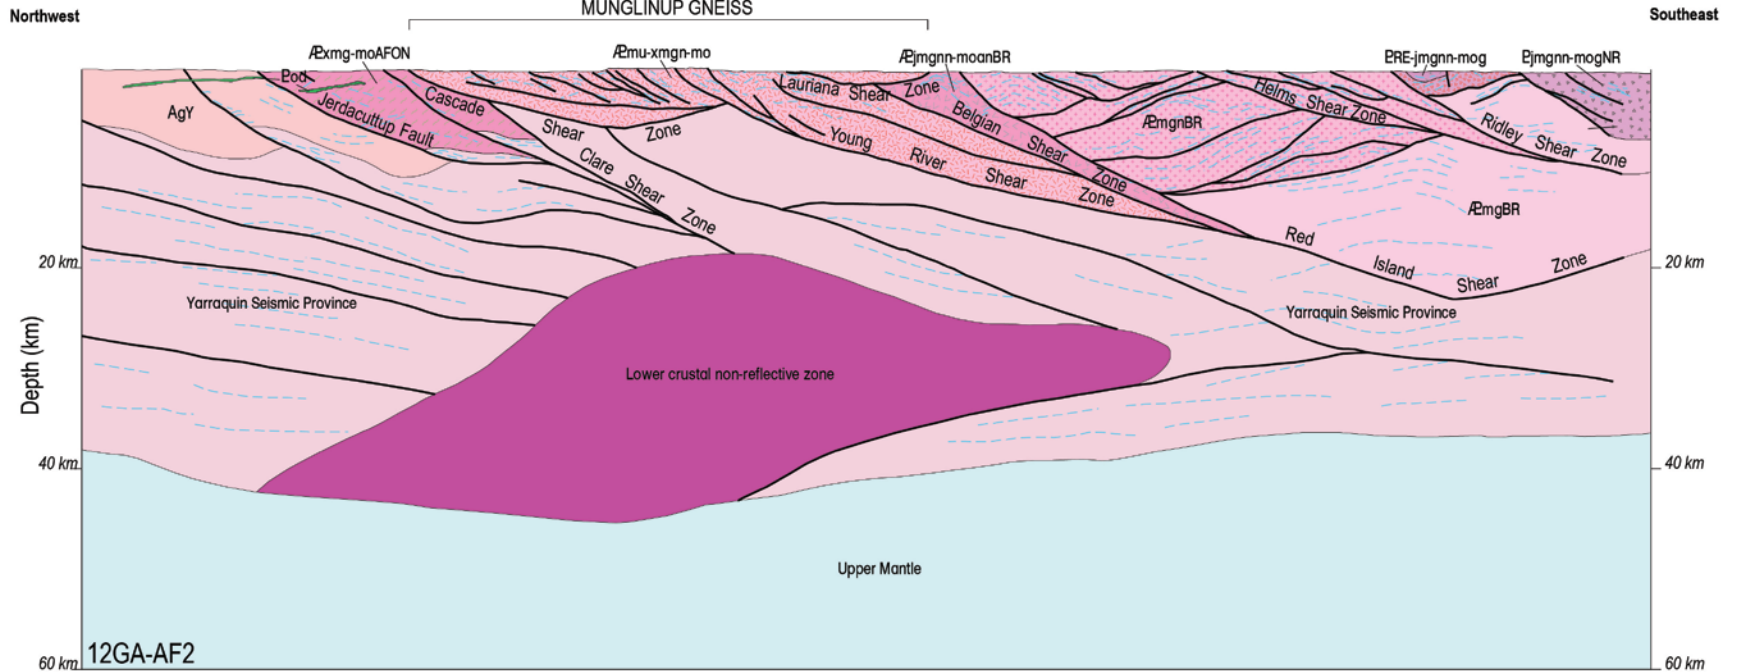 MUNGLINUP GNEISS
Northwest
Southeast
Æxmg-moAFON
Æmu-xmgn-mo
Æjmgnn-moanBR
PRE-jmgnn-mog
Pjmgnn-mogNR
Pod
AgY
Jerdacuttup Fault
Cascade
Shear
Zone
Clare Shear Zone
Lauriana Shear Zone
Young River Shear Zone
Belgian Shear Zone
ÆmgnBR
Helms Shear Zone
Ridley Shear Zone
ÆmgBR
Red Island Shear Zone
20 km
20 km
Yarraquin Seismic Province
Yarraquin Seismic Province
Lower crustal non-reflective zone
Depth (km)
40 km
40 km
Upper Mantle
12GA-AF2
60 km
60 km